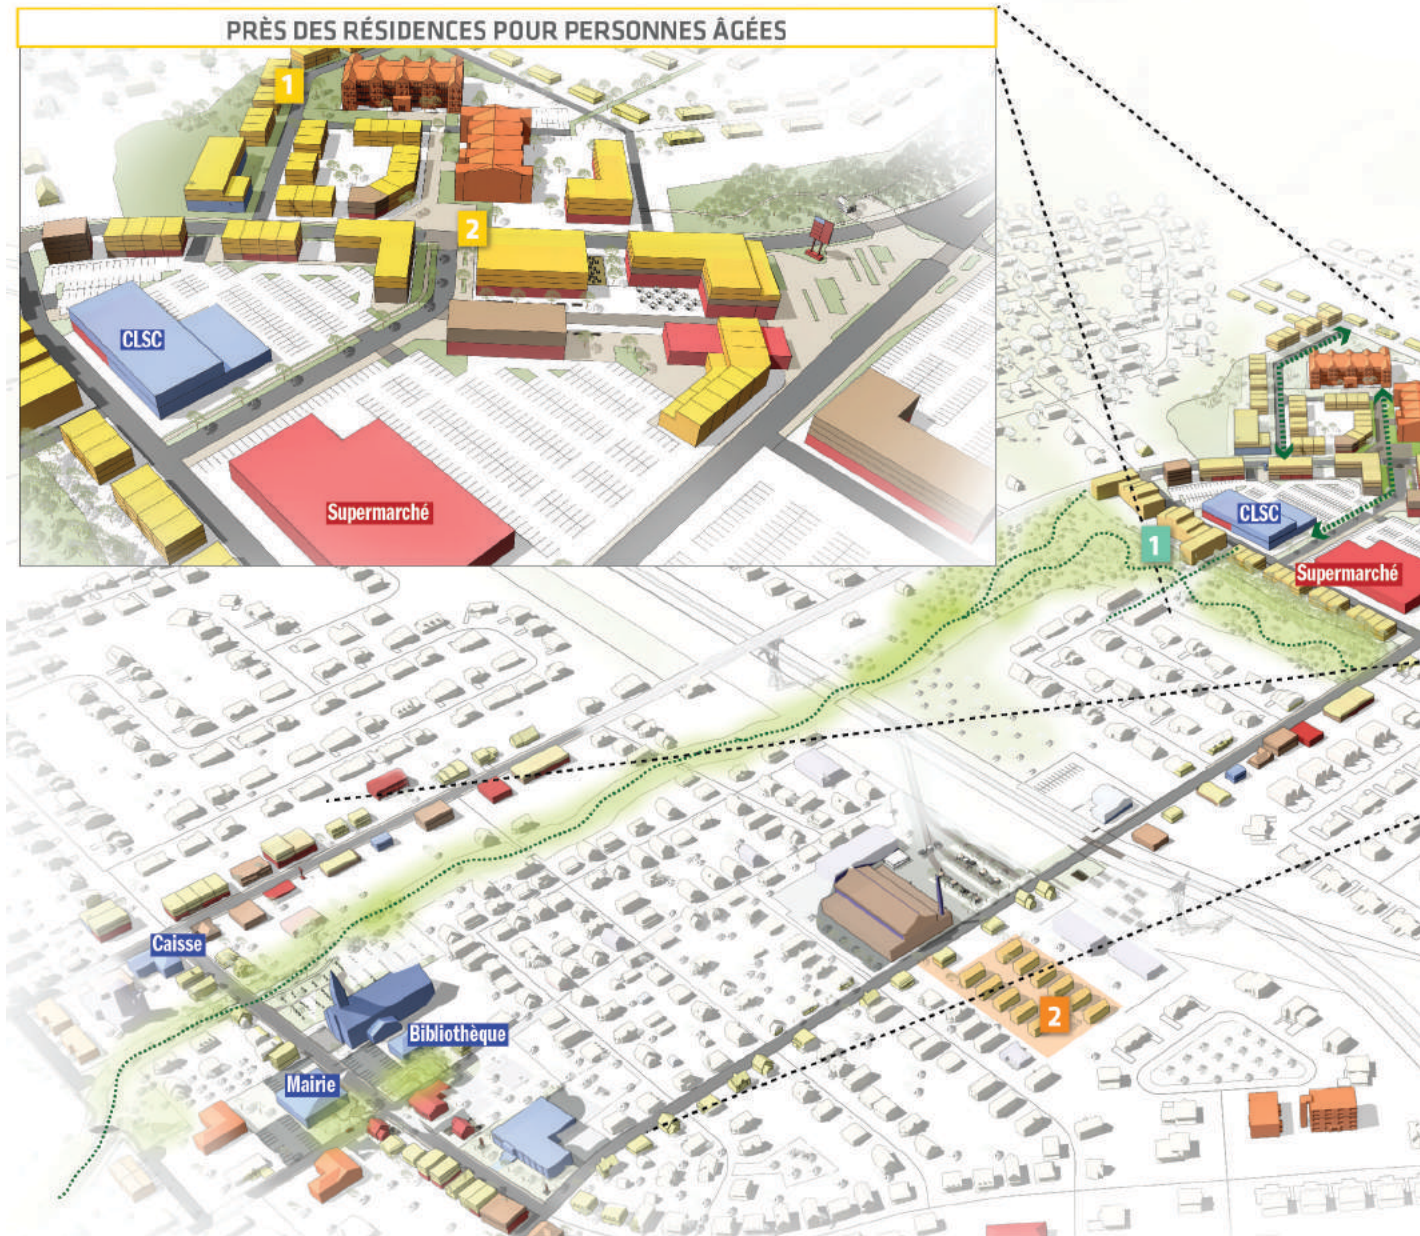 PRÈS DES RÉSIDENCES POUR PERSONNES ÂGÉES
1
2
CLSC
Supermarché
CLSC
1
Supermarché
Caisse
Bibliothèque
2
Mairie